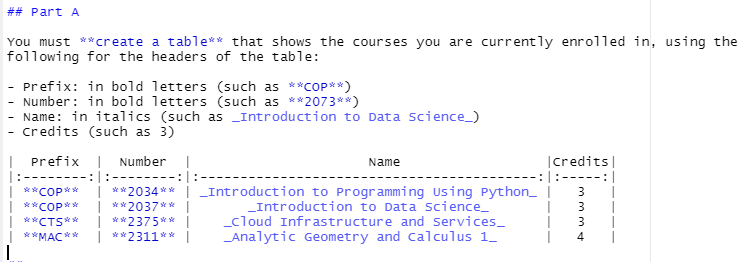 ## Part A
You must **create a table** that shows the courses you are currently enrolled in, using the
following for the headers of the table:
- Prefix: in bold letters (such as **COP**)
- Number: in bold letters (such as **2073**)
- Name: in italics (such as _Introduction to Data Science_)
- Credits (such as 3)
|  Prefix  |  Number  |                      Name                      |Credits|
|:--------:|:--------:|:------------------------------------------:|:-----:|
| **COP**  | **2034** | _Introduction to Programming Using Python_ |   3   |
| **COP**  | **2037** |       _Introduction to Data Science_       |   3   |
| **CTS**  | **2375** |    _Cloud Infrastructure and Services_     |   3   |
| **MAC**  | **2311** |    _Analytic Geometry and Calculus 1_      |   4   |